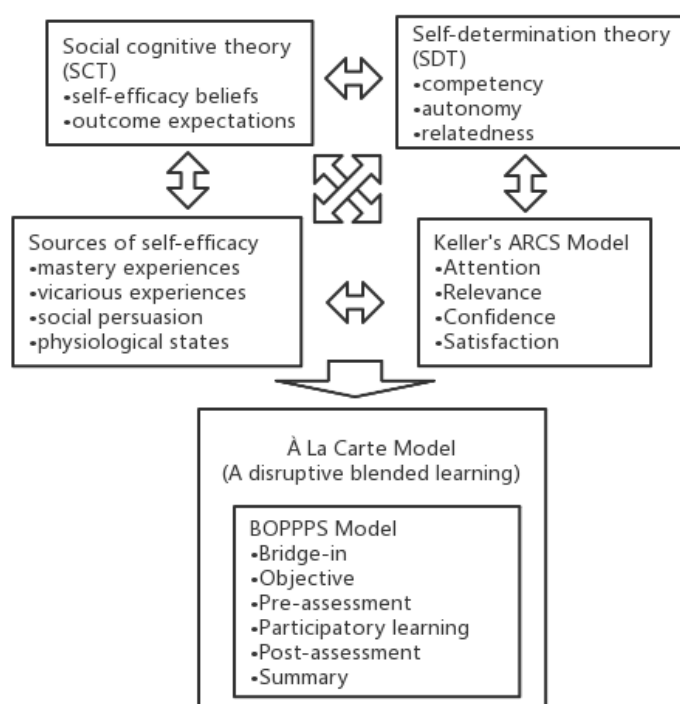 Social cognitive theory
(SCT)
•self-efficacy beliefs
•outcome expectations
Self-determination theory
(SDT)
•competency
•autonomy
•relatedness
Sources of self-efficacy
•mastery experiences
•vicarious experiences
•social persuasion
•physiological states
Keller's ARCS Model
•Attention
•Relevance
•Confidence
•Satisfaction
À La Carte Model
(A disruptive blended learning)
BOPPPS Model
•Bridge-in
•Objective
•Pre-assessment
•Participatory learning
•Post-assessment
•Summary